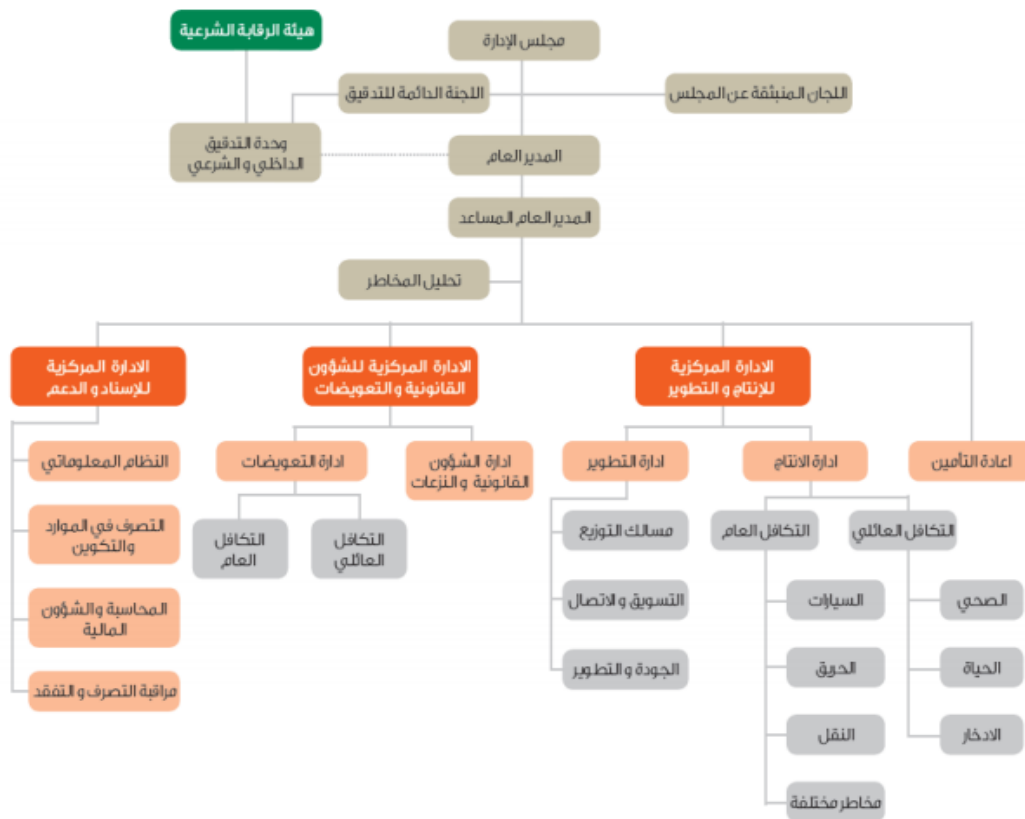 هيئة الرقابة الشرعية
مجلس الإدارة
اللجان المنبثقة عن المجلس
اللجنة الدائمة للتدقيق
وحدة التدقيق
الداخلي و الشرعي
المدير العام
المدير العام المساعد
تحليل المخاطر
الادارة المركزية
للإنتاج و التطوير
الادارة المركزية للشؤون
القانونية و التعويضات
الادارة المركزية
للإسناد و الدعم
اعادة التأمين
ادارة الانتاج
ادارة التطوير
ادارة الشؤون
القانونية و النزعات
ادارة التعويضات
النظام المعلوماتي
التكافل العائلي
التكافل العام
مسالك التوزيع
التكافل
العائلي
التكافل
العام
التصرف في الموارد
والتكوين
الصحي
السيارات
التسويق و الاتصال
المحاسبة والشؤون
المالية
الحياة
الحريق
الجودة و التطوير
مراقبة التصرف و التفقد
الادخار
النقل
مخاطر مختلفة